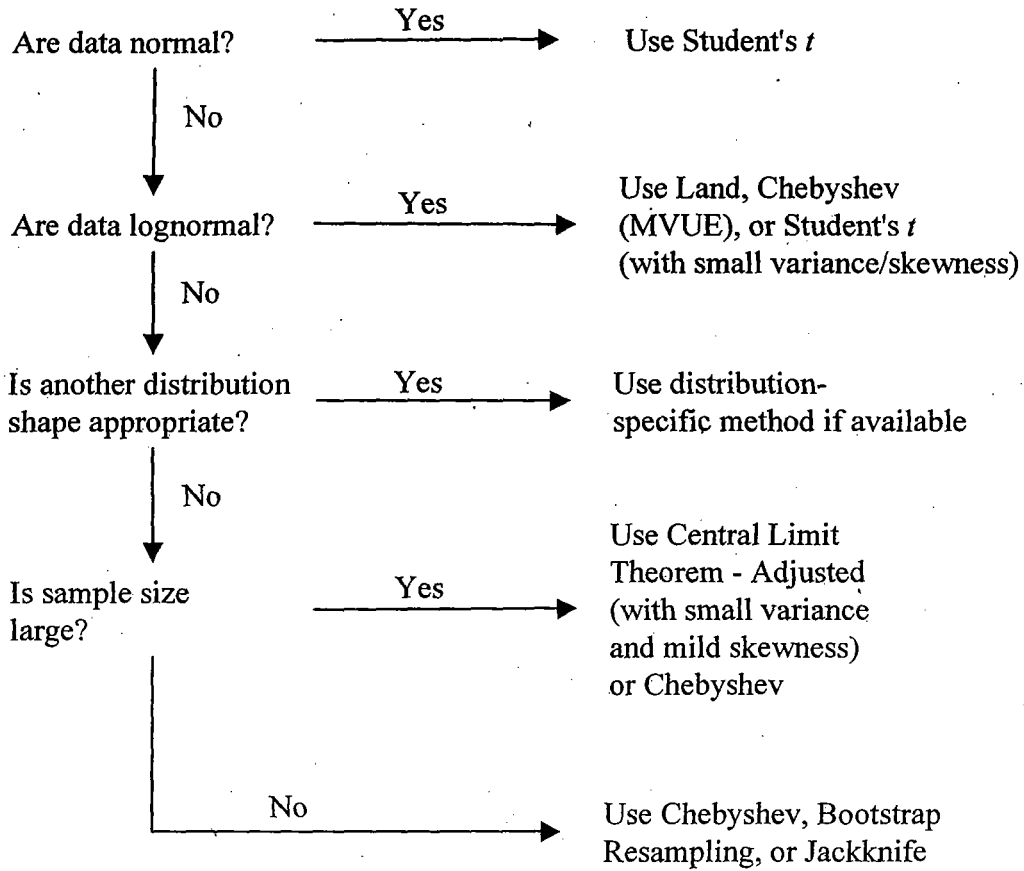 Are data normal?
Yes
Use Student's t
No
Are data lognormal?
Yes
Use Land, Chebyshev
(MVUE), or Student's t
(with small variance/skewness)
No
Is another distribution
shape appropriate?
Yes
Use distribution-
specific method if available
No
Is sample size
large?
Yes
Use Central Limit
Theorem - Adjusted
(with small variance
and mild skewness)
or Chebyshev
No
Use Chebyshev, Bootstrap
Resampling, or Jackknife